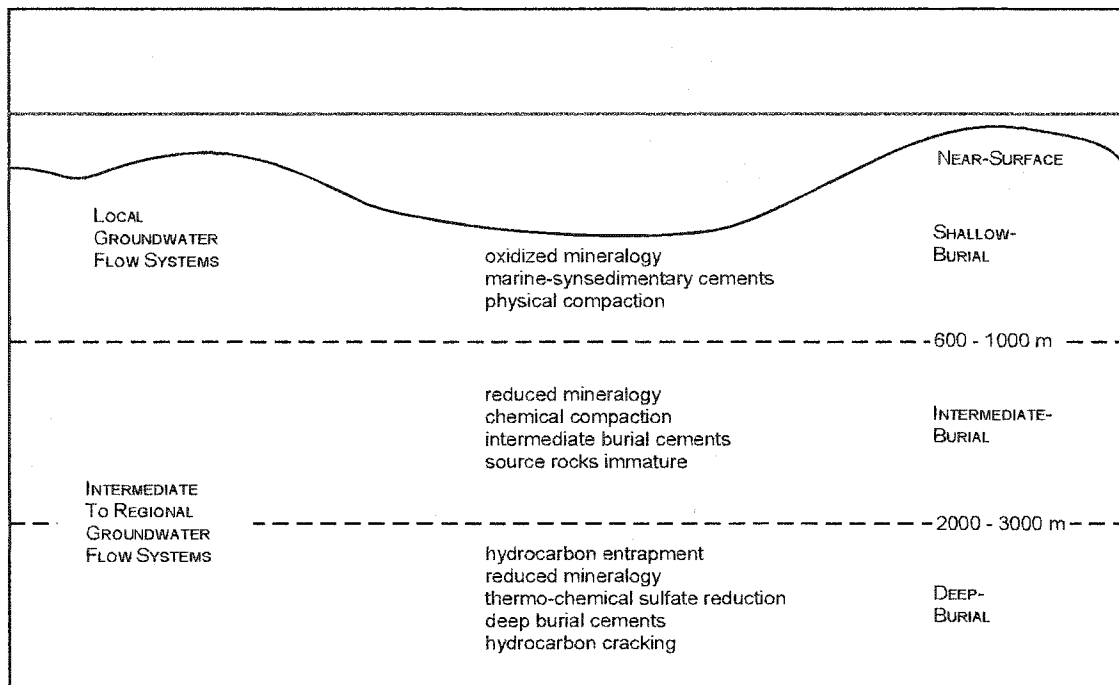 NEAR-SURFACE
LOCAL
GROUNDWATER
FLOW SYSTEMS
SHALLOW-
BURIAL
oxidized mineralogy
marine-synsedimentary cements
physical compaction
600 - 1000 m
reduced mineralogy
chemical compaction
intermediate burial cements
source rocks immature
INTERMEDIATE-
BURIAL
INTERMEDIATE
TO REGIONAL
GROUNDWATER
FLOW SYSTEMS
2000 - 3000 m
hydrocarbon entrapment
reduced mineralogy
thermo-chemical sulfate reduction
deep burial cements
hydrocarbon cracking
DEEP-
BURIAL